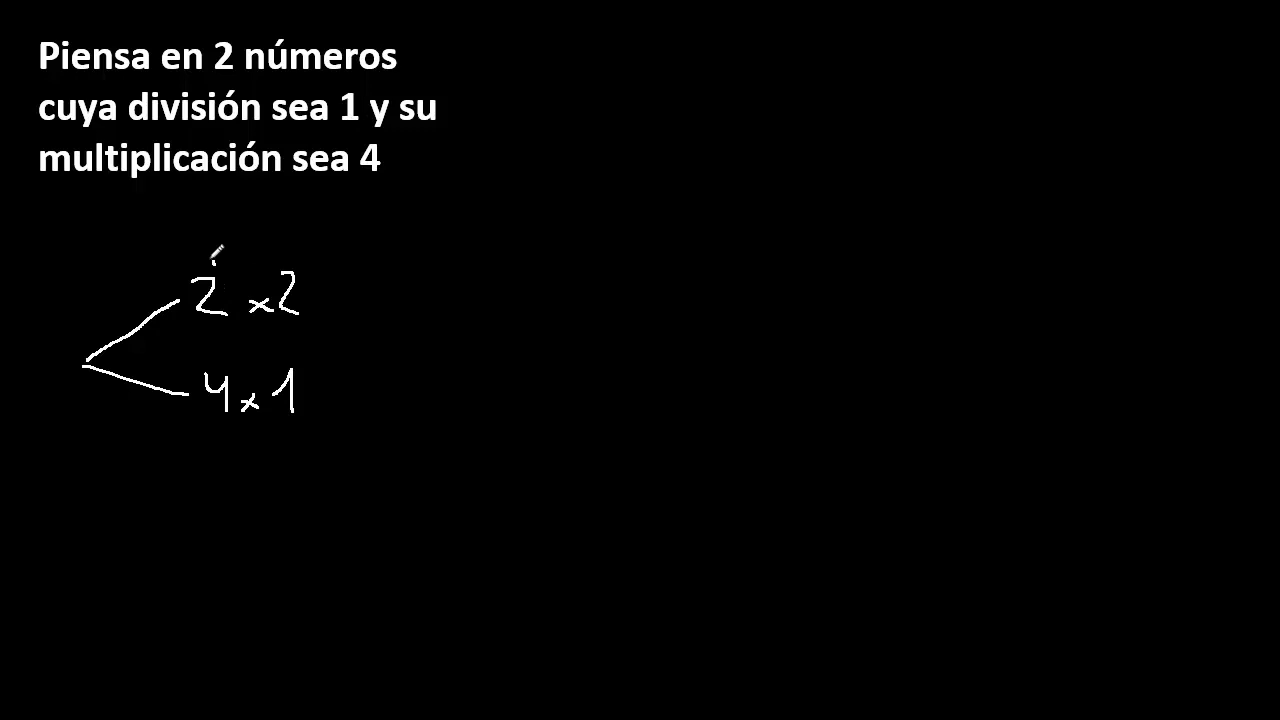 Piensa en 2 números
cuya división sea 1 y su
multiplicación sea 4
2 x 2
4 x 1